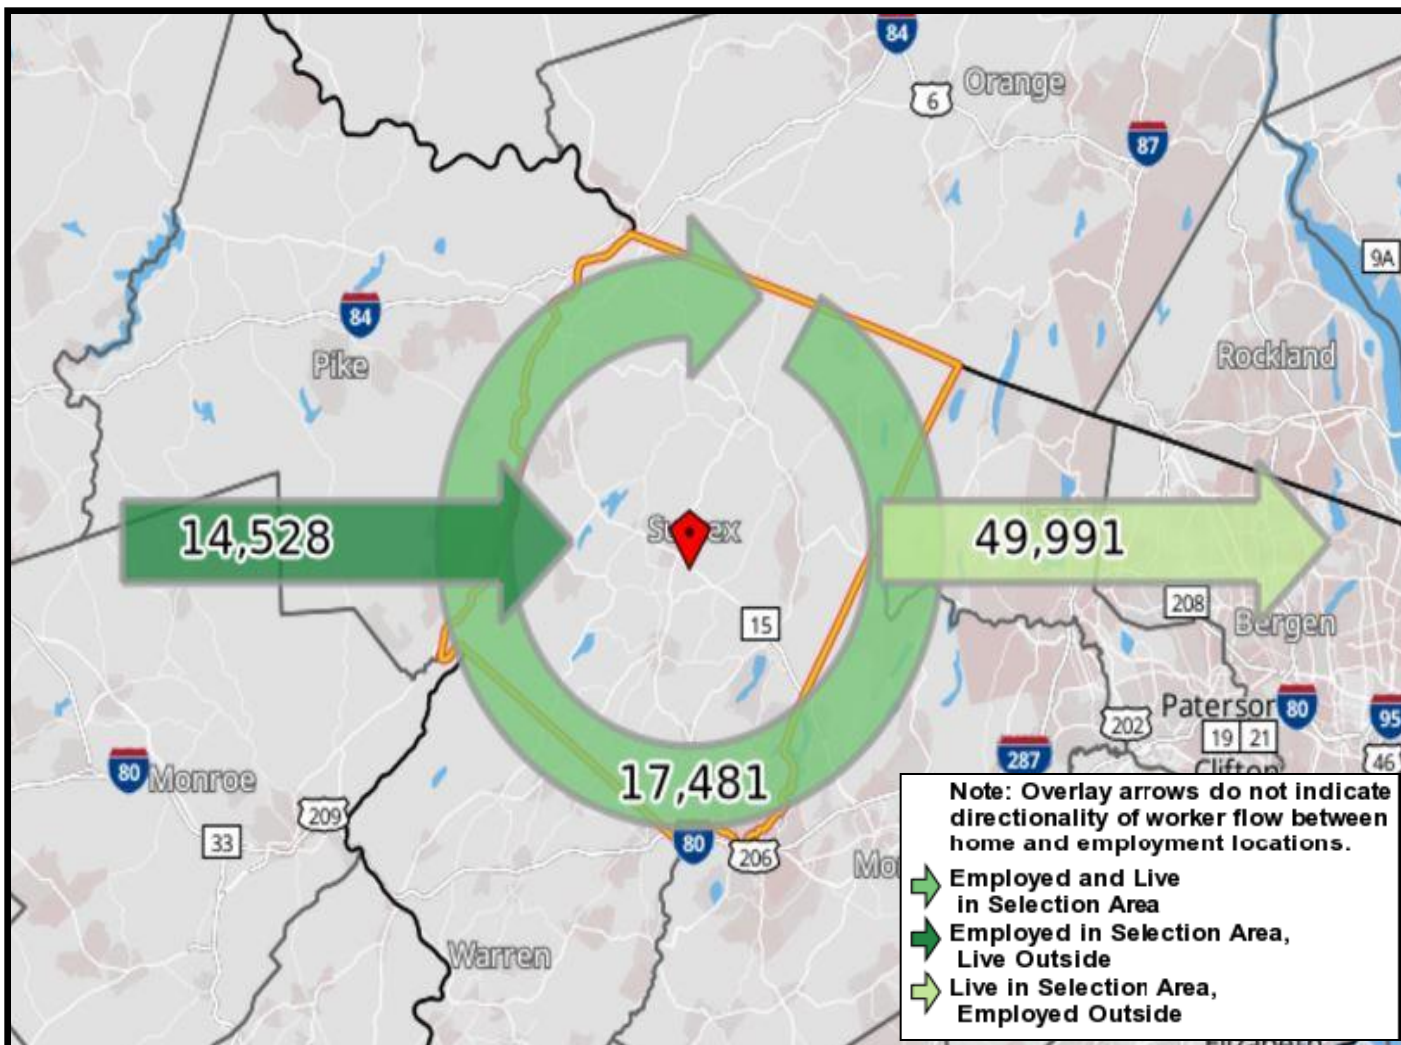 84
Orange
6
87
9A
84
Pike
Rockland
14,528
49,991
15
208
Bergen
Paterson
80
95
202
19
21
46
287
Clifton
80
Monroe
17,481
209
33
80
206
Warren
Note: Overlay arrows do not indicate
directionality of worker flow between
home and employment locations.
Employed and Live
in Selection Area
Employed in Selection Area,
Live Outside
Live in Selection Area,
Employed Outside